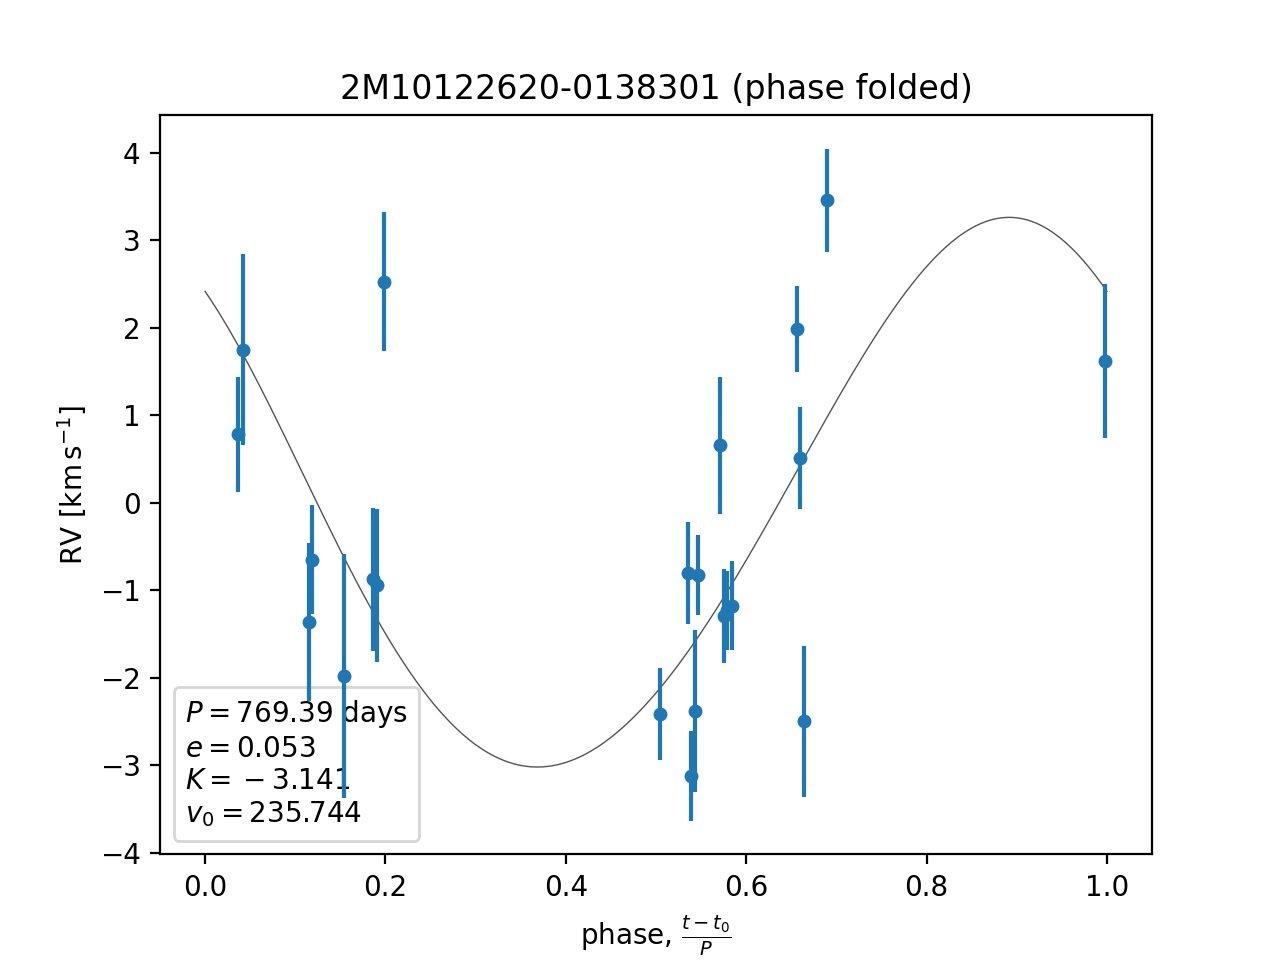 2M10122620-0138301 (phase folded)
4
3
2
1
0
−1
−2
−3
−4
RV [km s⁻¹]
P = 769.39 days
e = 0.053
K = −3.141
v₀ = 235.744
0.0 0.2 0.4 0.6 0.8 1.0
phase, (t − t₀)/P